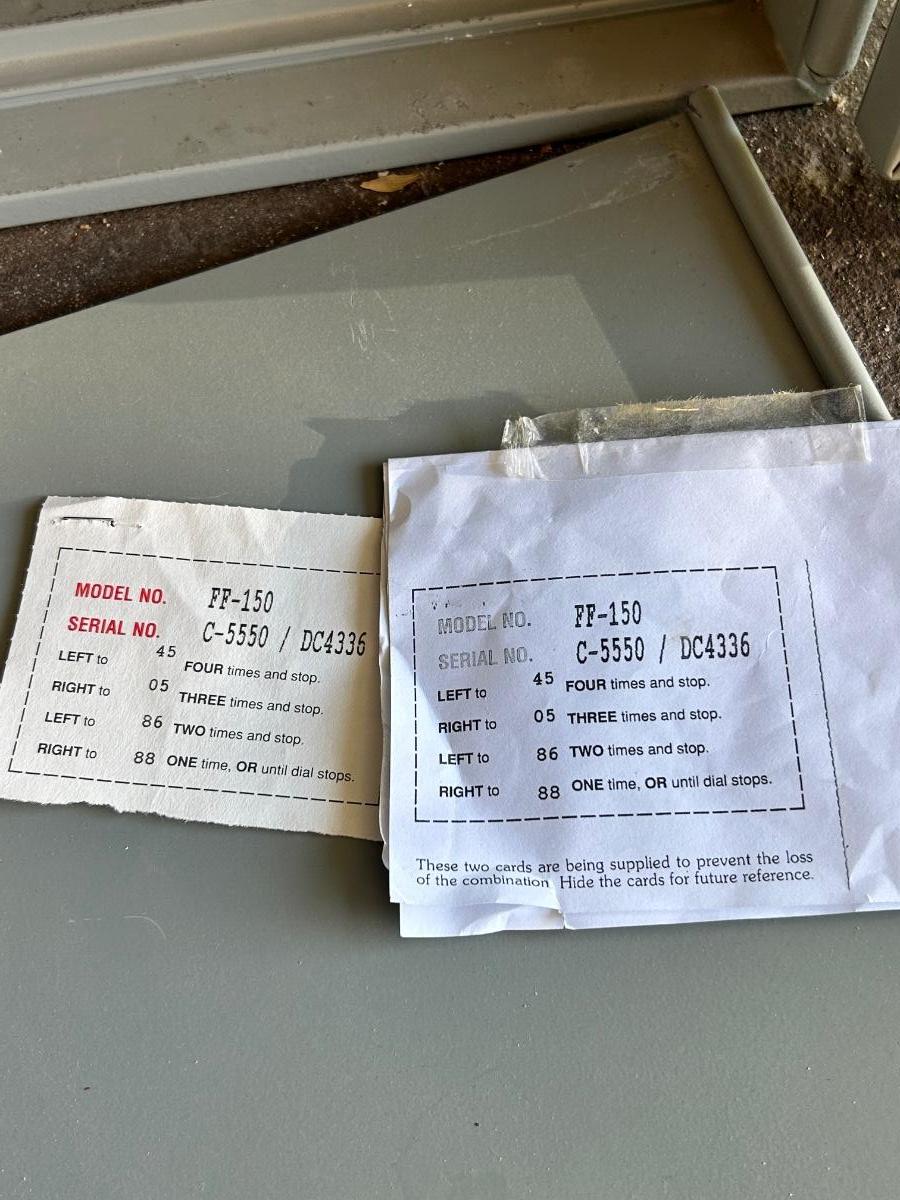 MODEL NO. FF-150
SERIAL NO. C-5550 / DC4336
LEFT to 45 FOUR times and stop.
RIGHT to 05 THREE times and stop.
LEFT to 86 TWO times and stop.
RIGHT to 88 ONE time, OR until dial stops.
MODEL NO. FF-150
SERIAL NO. C-5550 / DC4336
LEFT to 45 FOUR times and stop.
RIGHT to 05 THREE times and stop.
LEFT to 86 TWO times and stop.
RIGHT to 88 ONE time, OR until dial stops.
These two cards are being supplied to prevent the loss
of the combination Hide the cards for future reference.